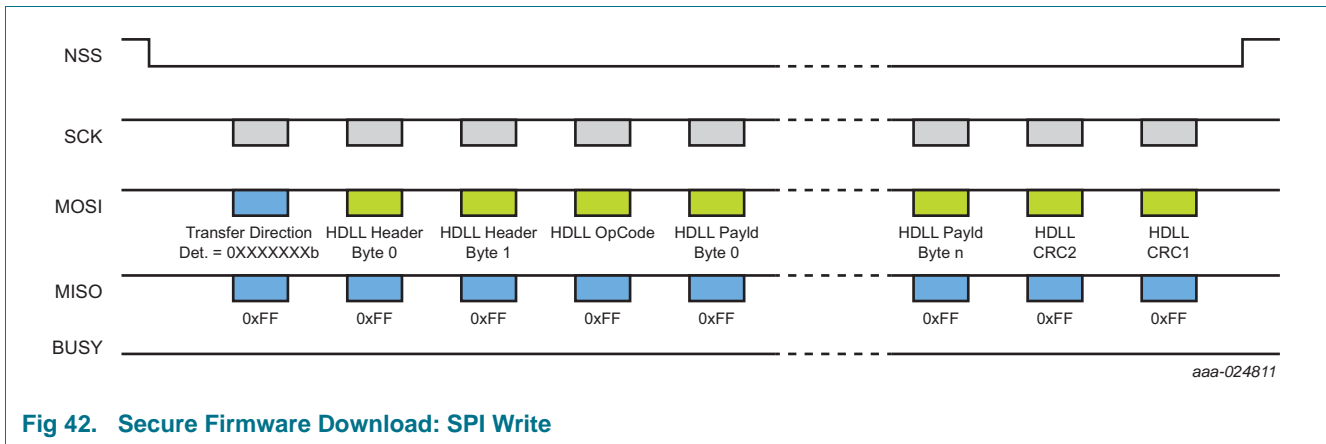 NSS
SCK
MOSI
Transfer Direction
Det. = 0XXXXXXXb
HDLL Header
Byte 0
HDLL Header
Byte 1
HDLL OpCode
HDLL Payld
Byte 0
HDLL Payld
Byte n
HDLL
CRC2
HDLL
CRC1
MISO
0xFF
0xFF
0xFF
0xFF
0xFF
0xFF
0xFF
0xFF
BUSY
aaa-024811
Fig 42. Secure Firmware Download: SPI Write